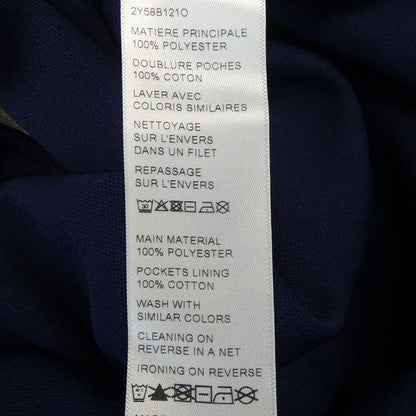 2Y58B1210
MATIERE PRINCIPALE
100% POLYESTER
DOUBLURE POCHES
100% COTON
LAVER AVEC
COLORIS SIMILAIRES
NETTOYAGE
SUR L'ENVERS
DANS UN FILET
REPASSAGE
SUR L'ENVERS
30
MAIN MATERIAL
100% POLYESTER
POCKETS LINING
100% COTTON
WASH WITH
SIMILAR COLORS
CLEANING ON
REVERSE IN A NET
IRONING ON REVERSE